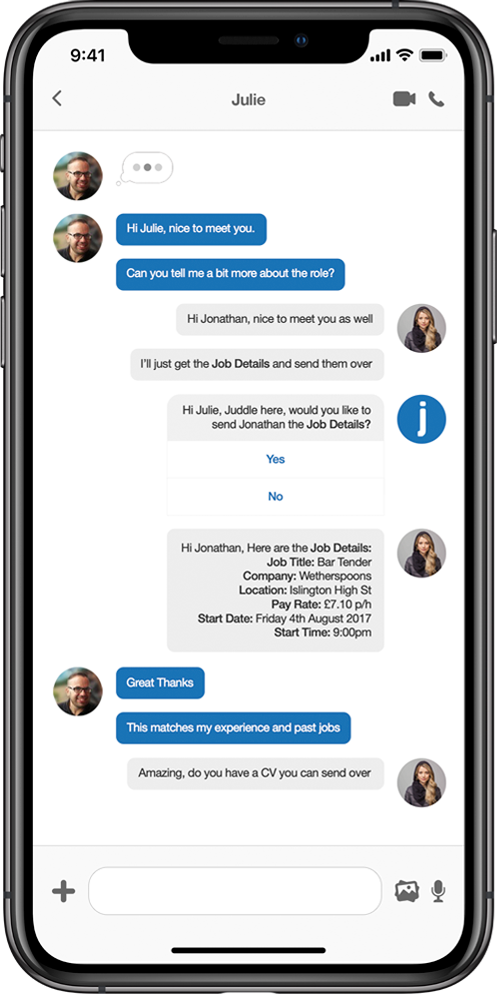 9:41
Julie
Hi Julie, nice to meet you.
Can you tell me a bit more about the role?
Hi Jonathan, nice to meet you as well
I'll just get the Job Details and send them over
Hi Julie, Juddle here, would you like to
send Jonathan the Job Details?
j
Yes
No
Hi Jonathan, Here are the Job Details:
Job Title: Bar Tender
Company: Wetherspoons
Location: Islington High St
Pay Rate: £7.10 p/h
Start Date: Friday 4th August 2017
Start Time: 9:00pm
Great Thanks
This matches my experience and past jobs
Amazing, do you have a CV you can send over